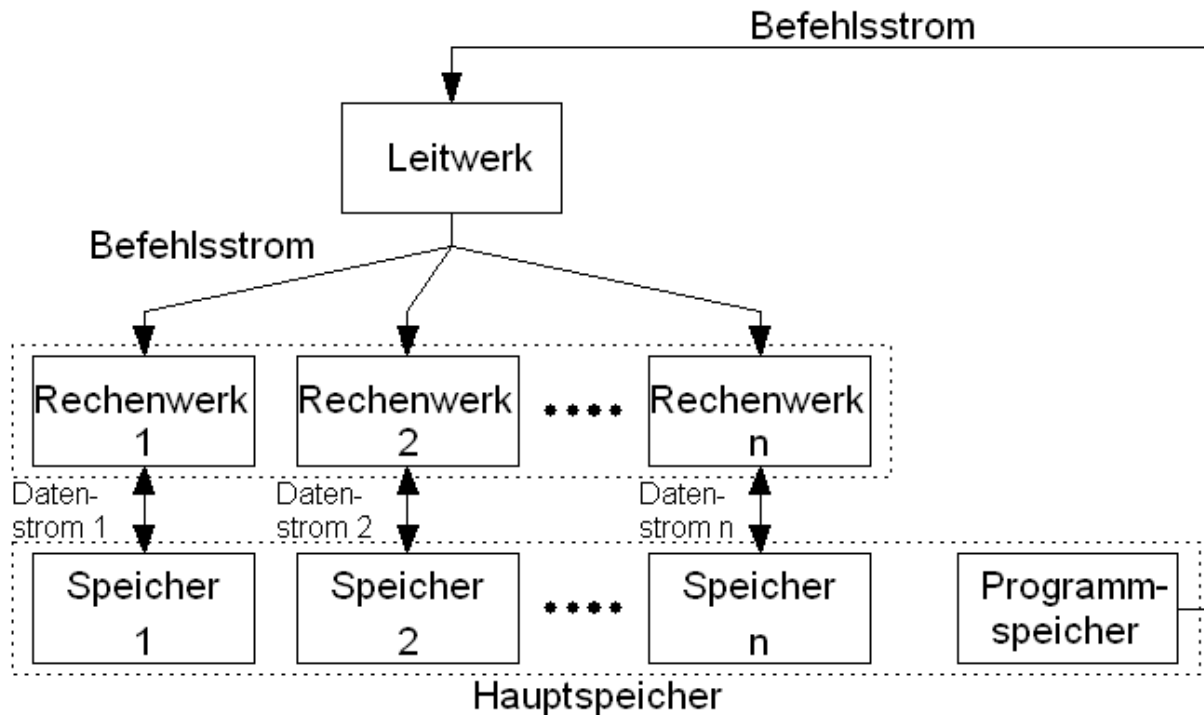 Befehlsstrom
Leitwerk
Befehlsstrom
Rechenwerk
1
Rechenwerk
2
Rechenwerk
n
Daten-
strom 1
Daten-
strom 2
Daten-
strom n
Speicher
1
Speicher
2
Speicher
n
Programm-
speicher
Hauptspeicher